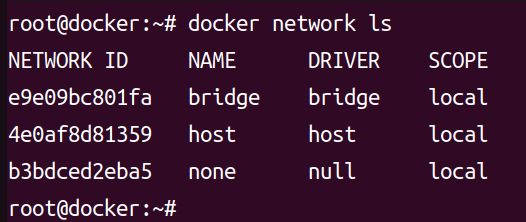 root@docker:~# docker network ls
NETWORK ID     NAME      DRIVER    SCOPE
e9e09bc801fa   bridge    bridge    local
4e0af8d81359   host      host      local
b3bdced2eba5   none      null      local
root@docker:~#